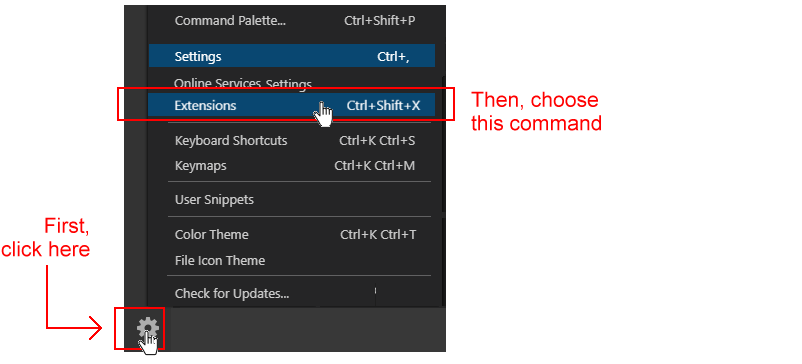 Command Palette... Ctrl+Shift+P
Settings Ctrl+,
Online Services Settings
Extensions Ctrl+Shift+X
Then, choose
this command
Keyboard Shortcuts Ctrl+K Ctrl+S
Keymaps Ctrl+K Ctrl+M
User Snippets
First,
click here
Color Theme Ctrl+K Ctrl+T
File Icon Theme
Check for Updates...